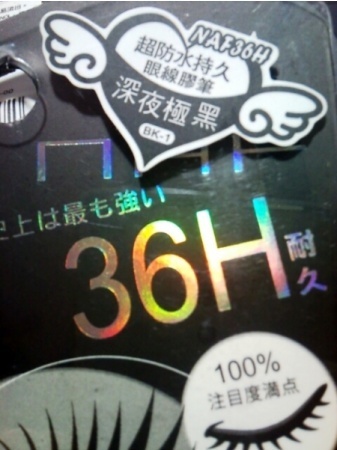 NAF36H
超防水持久
眼線膠筆
深夜極黑
BK-1
史上は最も強い
36H
耐久
100%
注目度満点